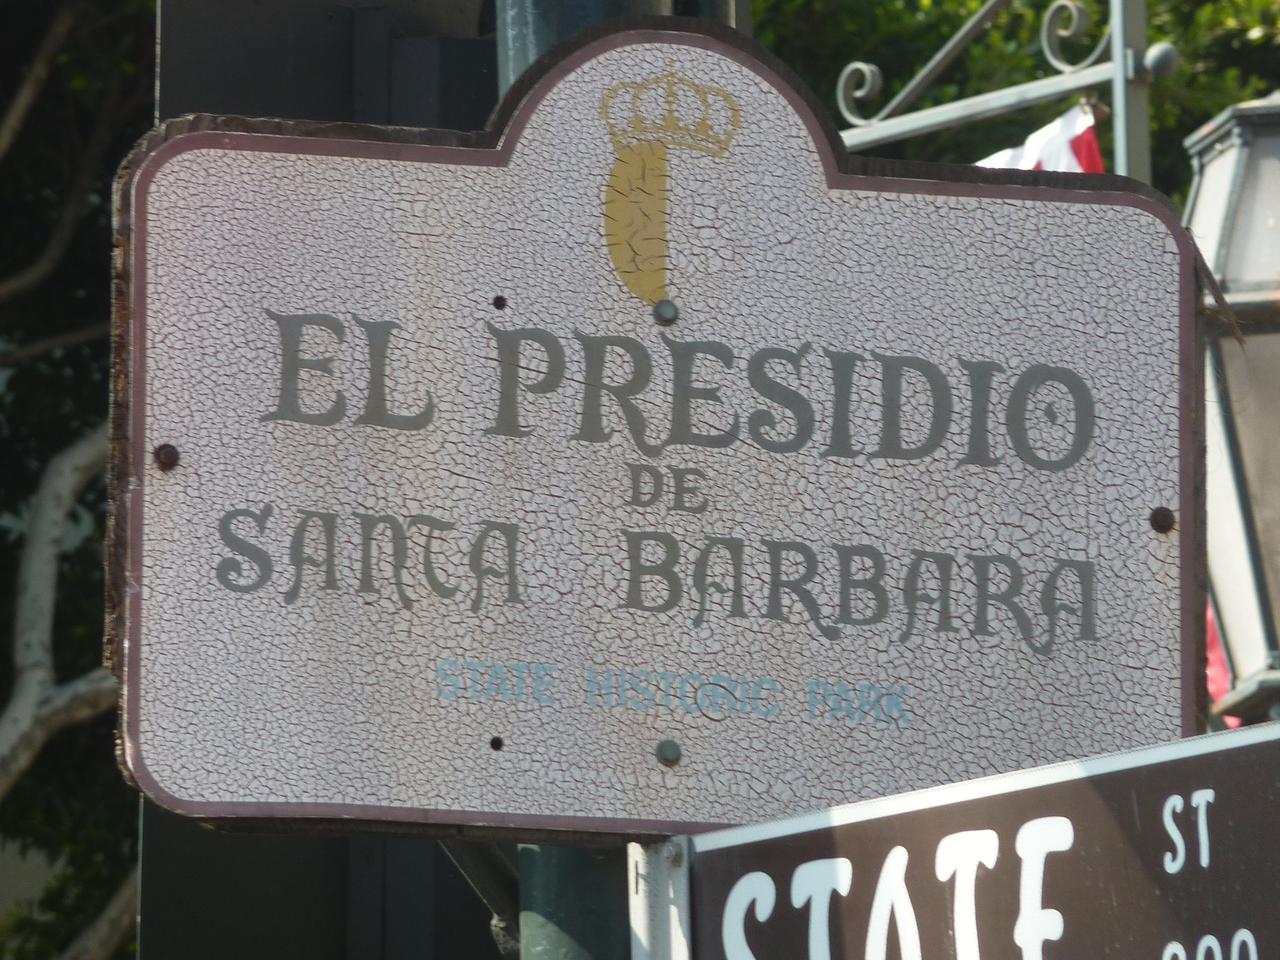 EL PRESIDIO
DE
SANTA BARBARA
STATE HISTORIC PARK
STATE ST